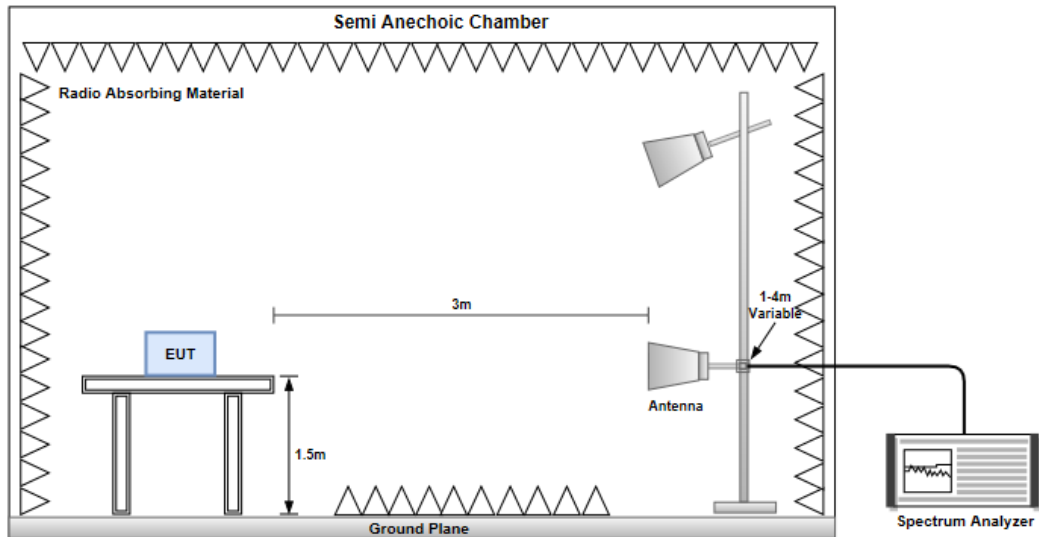 Semi Anechoic Chamber
Radio Absorbing Material
3m
1-4m
Variable
EUT
Antenna
1.5m
Ground Plane
Spectrum Analyzer